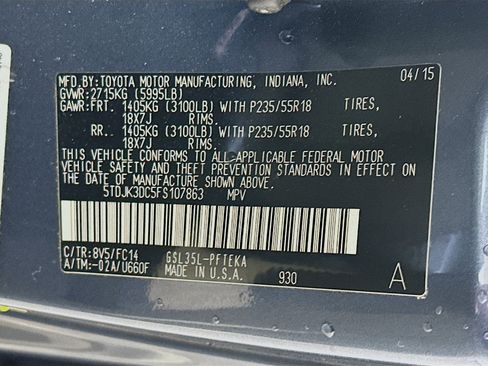 MFD.BY:TOYOTA MOTOR MANUFACTURING, INDIANA, INC. 04/15
GVWR:2715KG (5995LB)
GAWR:FRT. 1405KG (3100LB) WITH P235/55R18 TIRES,
18X7J RIMS.
RR. 1405KG (3100LB) WITH P235/55R18 TIRES,
18X7J RIMS.
THIS VEHICLE CONFORMS TO ALL APPLICABLE FEDERAL MOTOR
VEHICLE SAFETY AND THEFT PREVENTION STANDARDS IN EFFECT
ON THE DATE OF MANUFACTURE SHOWN ABOVE.
5TDJK3DC5FS107863 MPV
C/TR:8V5/FC14 GSL35L-PFTEKA
A/TM:-02A/U660F MADE IN U.S.A. 930 A